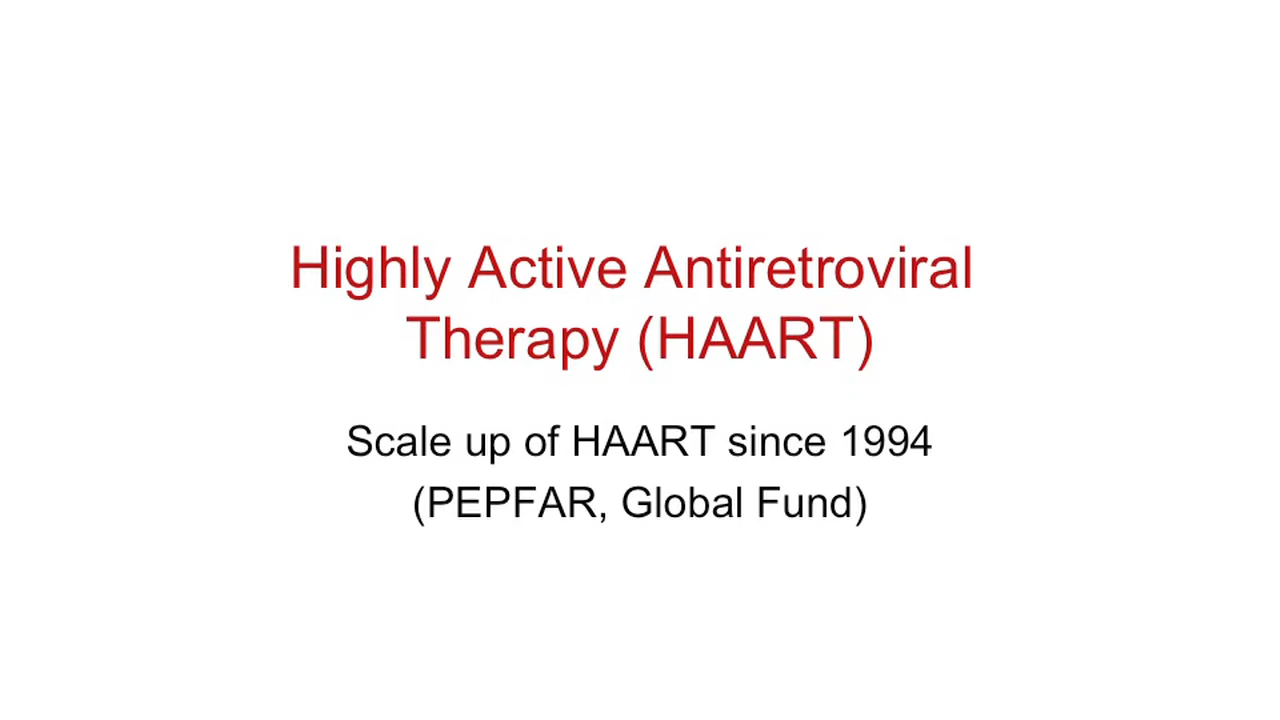 Highly Active Antiretroviral
Therapy (HAART)
Scale up of HAART since 1994
(PEPFAR, Global Fund)